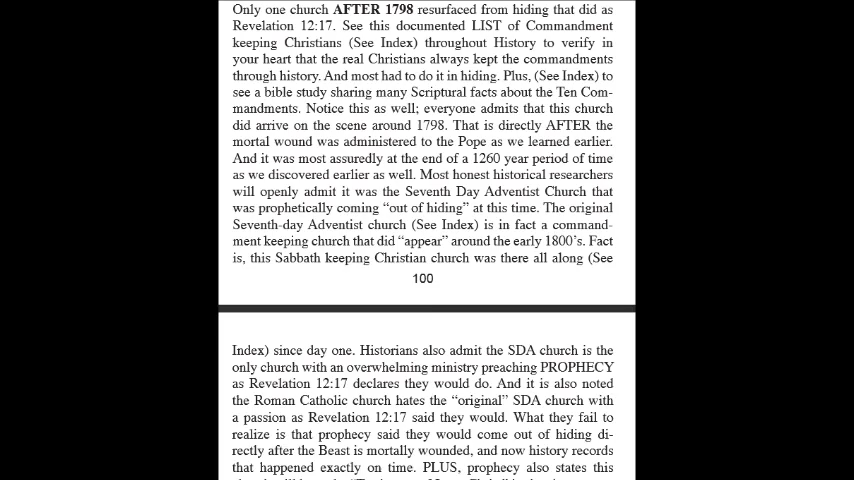 Only one church AFTER 1798 resurfaced from hiding that did as
Revelation 12:17. See this documented LIST of Commandment
keeping Christians (See Index) throughout History to verify in
your heart that the real Christians always kept the commandments
through history. And most had to do it in hiding. Plus, (See Index) to
see a bible study sharing many Scriptural facts about the Ten Com-
mandments. Notice this as well; everyone admits that this church
did arrive on the scene around 1798. That is directly AFTER the
mortal wound was administered to the Pope as we learned earlier.
And it was most assuredly at the end of a 1260 year period of time
as we discovered earlier as well. Most honest historical researchers
will openly admit it was the Seventh Day Adventist Church that
was prophetically coming “out of hiding” at this time. The original
Seventh-day Adventist church (See Index) is in fact a command-
ment keeping church that did “appear” around the early 1800’s. Fact
is, this Sabbath keeping Christian church was there all along (See
100
Index) since day one. Historians also admit the SDA church is the
only church with an overwhelming ministry preaching PROPHECY
as Revelation 12:17 declares they would do. And it is also noted
the Roman Catholic church hates the “original” SDA church with
a passion as Revelation 12:17 said they would. What they fail to
realize is that prophecy said they would come out of hiding di-
rectly after the Beast is mortally wounded, and now history records
that happened exactly on time. PLUS, prophecy also states this